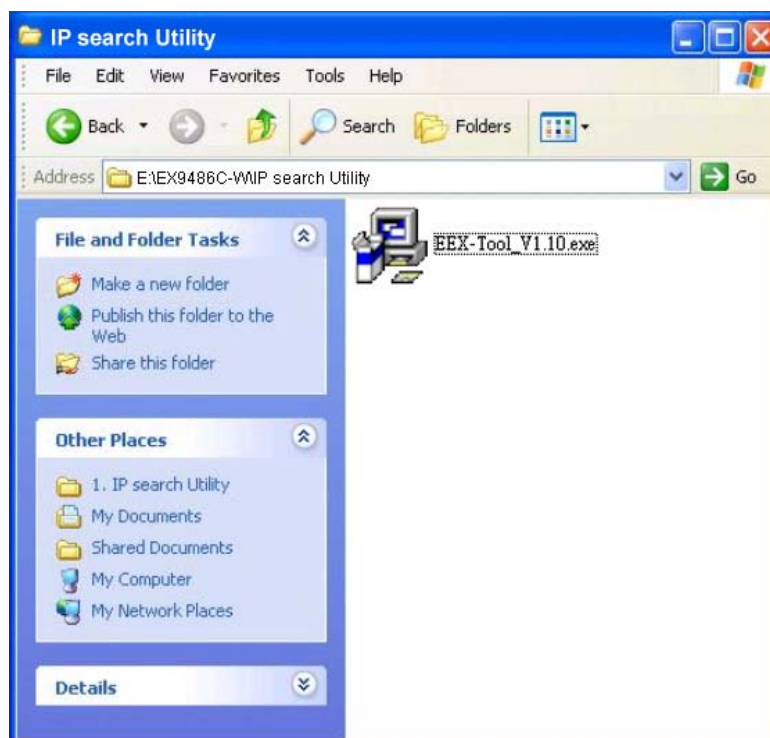 IP search Utility
File Edit View Favorites Tools Help
Back Search Folders
Address E:\EX9486C-W\IP search Utility Go
File and Folder Tasks
Make a new folder
Publish this folder to the
Web
Share this folder
Other Places
1. IP search Utility
My Documents
Shared Documents
My Computer
My Network Places
Details
EEX-Tool_V1.10.exe